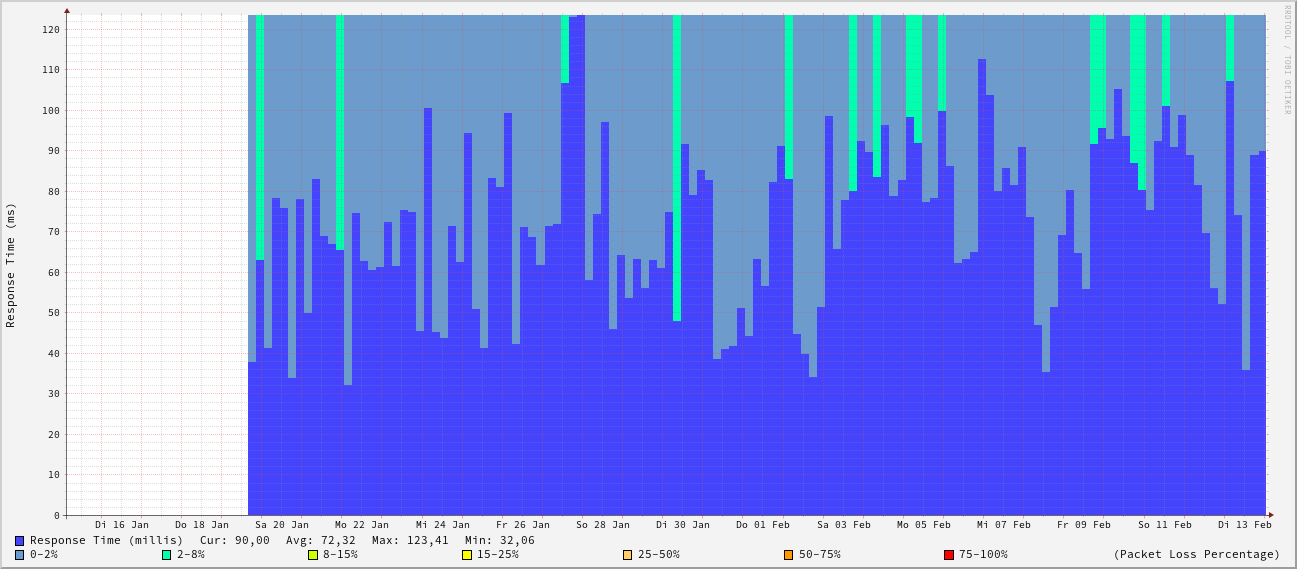 RRDTOOL / TOBI OETIKER
Response Time (ms)
120
110
100
90
80
70
60
50
40
30
20
10
0
Di 16 Jan Do 18 Jan Sa 20 Jan Mo 22 Jan Mi 24 Jan Fr 26 Jan So 28 Jan Di 30 Jan Do 01 Feb Sa 03 Feb Mo 05 Feb Mi 07 Feb Fr 09 Feb So 11 Feb Di 13 Feb
Response Time (millis) Cur: 90,00 Avg: 72,32 Max: 123,41 Min: 32,06
0-2% 2-8% 8-15% 15-25% 25-50% 50-75% 75-100% (Packet Loss Percentage)